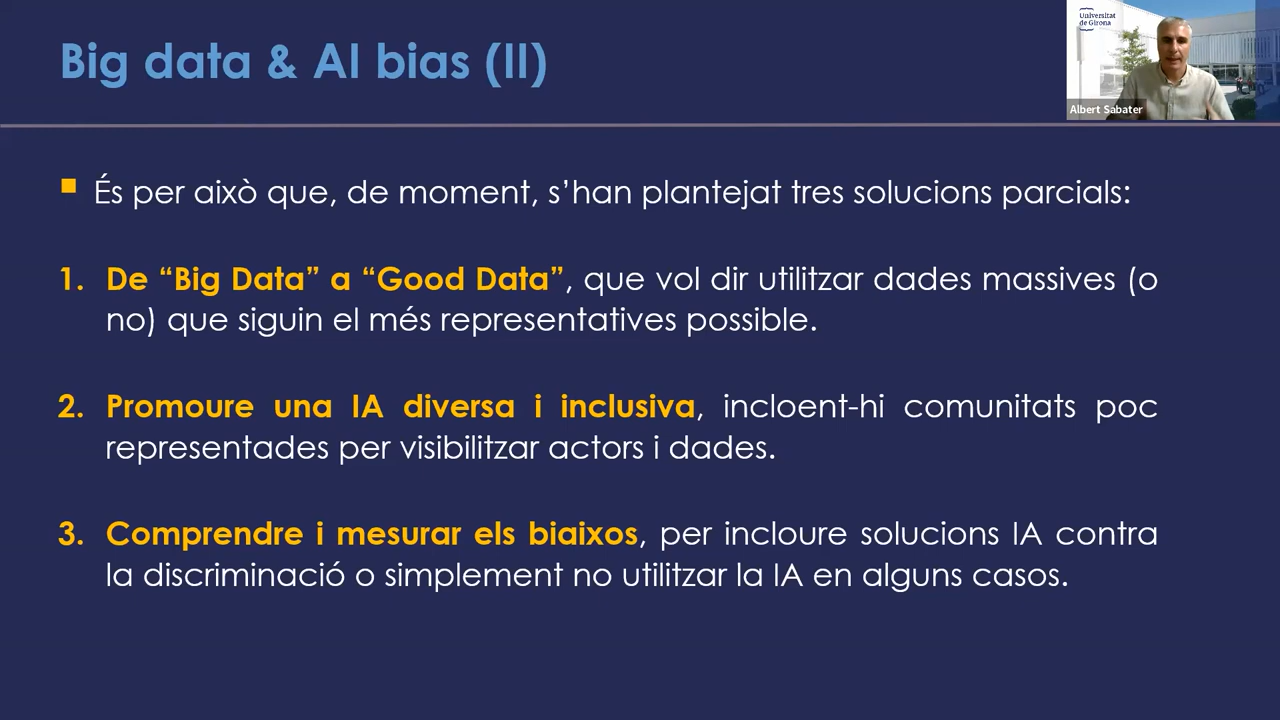 Big data & AI bias (II)
Universitat
de Girona
Albert Sabater
És per això que, de moment, s’han plantejat tres solucions parcials:
1. De “Big Data” a “Good Data”, que vol dir utilitzar dades massives (o
no) que siguin el més representatives possible.
2. Promoure una IA diversa i inclusiva, incloent-hi comunitats poc
representades per visibilitzar actors i dades.
3. Comprendre i mesurar els biaixos, per incloure solucions IA contra
la discriminació o simplement no utilitzar la IA en alguns casos.